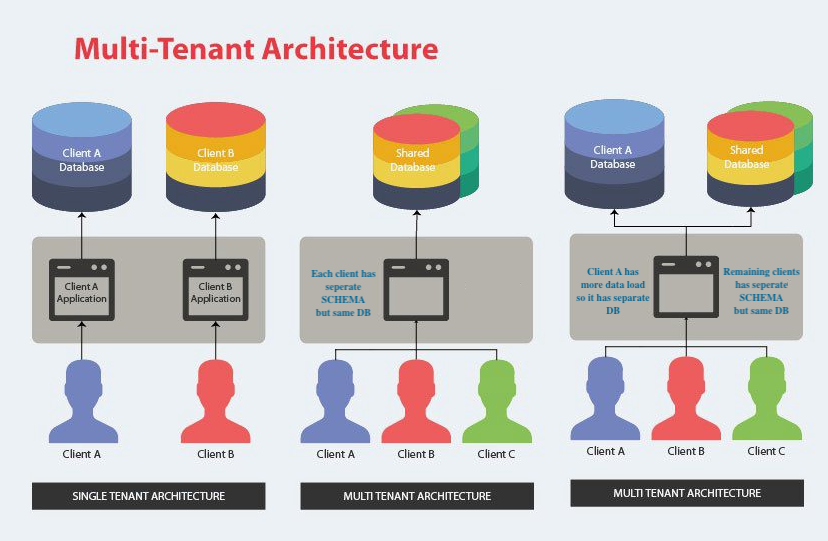 Multi-Tenant Architecture
Client A
Database
Client B
Database
Client A
Application
Client B
Application
Client A
Client B
SINGLE TENANT ARCHITECTURE
Shared
Database
Each client has
seperate
SCHEMA
but same DB
Client A
Client B
Client C
MULTI TENANT ARCHITECTURE
Client A
Database
Shared
Database
Client A has
more data load
so it has separate
DB
Remaining clients
has seperate
SCHEMA
but same DB
Client A
Client B
Client C
MULTI TENANT ARCHITECTURE